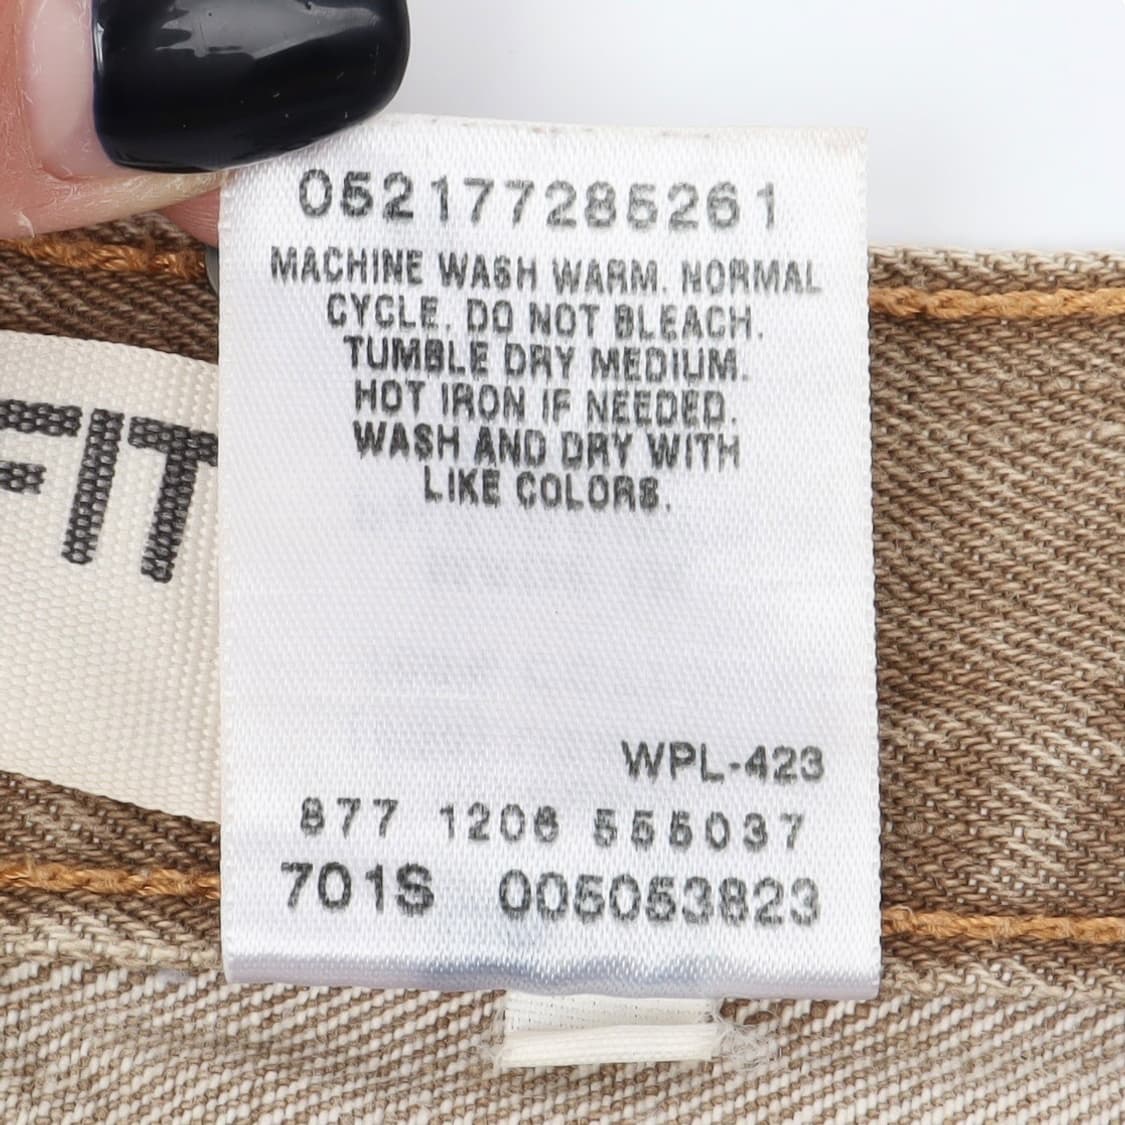 052177285261
MACHINE WASH WARM. NORMAL
CYCLE. DO NOT BLEACH.
TUMBLE DRY MEDIUM.
HOT IRON IF NEEDED.
WASH AND DRY WITH
LIKE COLORS.
FIT
WPL-423
877 1206 555037
701S 005053823